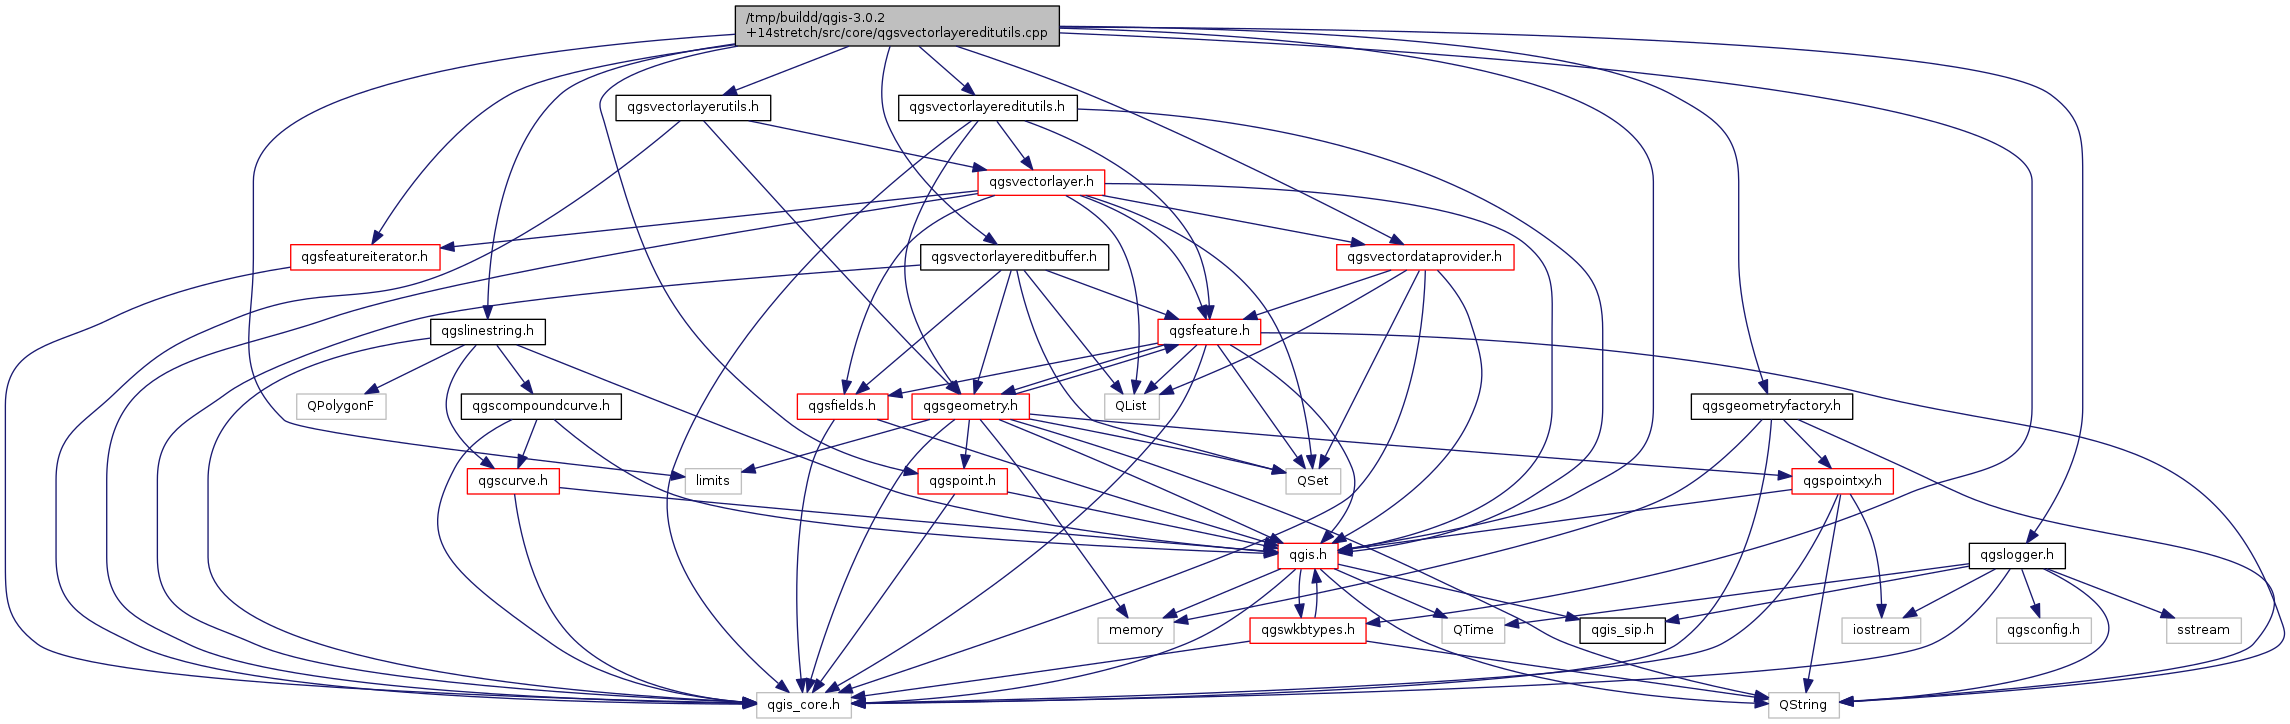 /tmp/buildd/qgis-3.0.2
+14stretch/src/core/qgsvectorlayereditutils.cpp
qgsvectorlayerutils.h
qgsvectorlayereditutils.h
qgsvectorlayer.h
qgsfeatureiterator.h
qgsvectorlayereditbuffer.h
qgsvectordataprovider.h
qgslinestring.h
qgsfeature.h
QPolygonF
qgscompoundcurve.h
qgsfields.h
qgsgeometry.h
QList
qgsgeometryfactory.h
qgscurve.h
limits
qgspoint.h
QSet
qgspointxy.h
qgis.h
qgslogger.h
memory
qgswkbtypes.h
QTime
qgis_sip.h
iostream
qgsconfig.h
sstream
qgis_core.h
QString